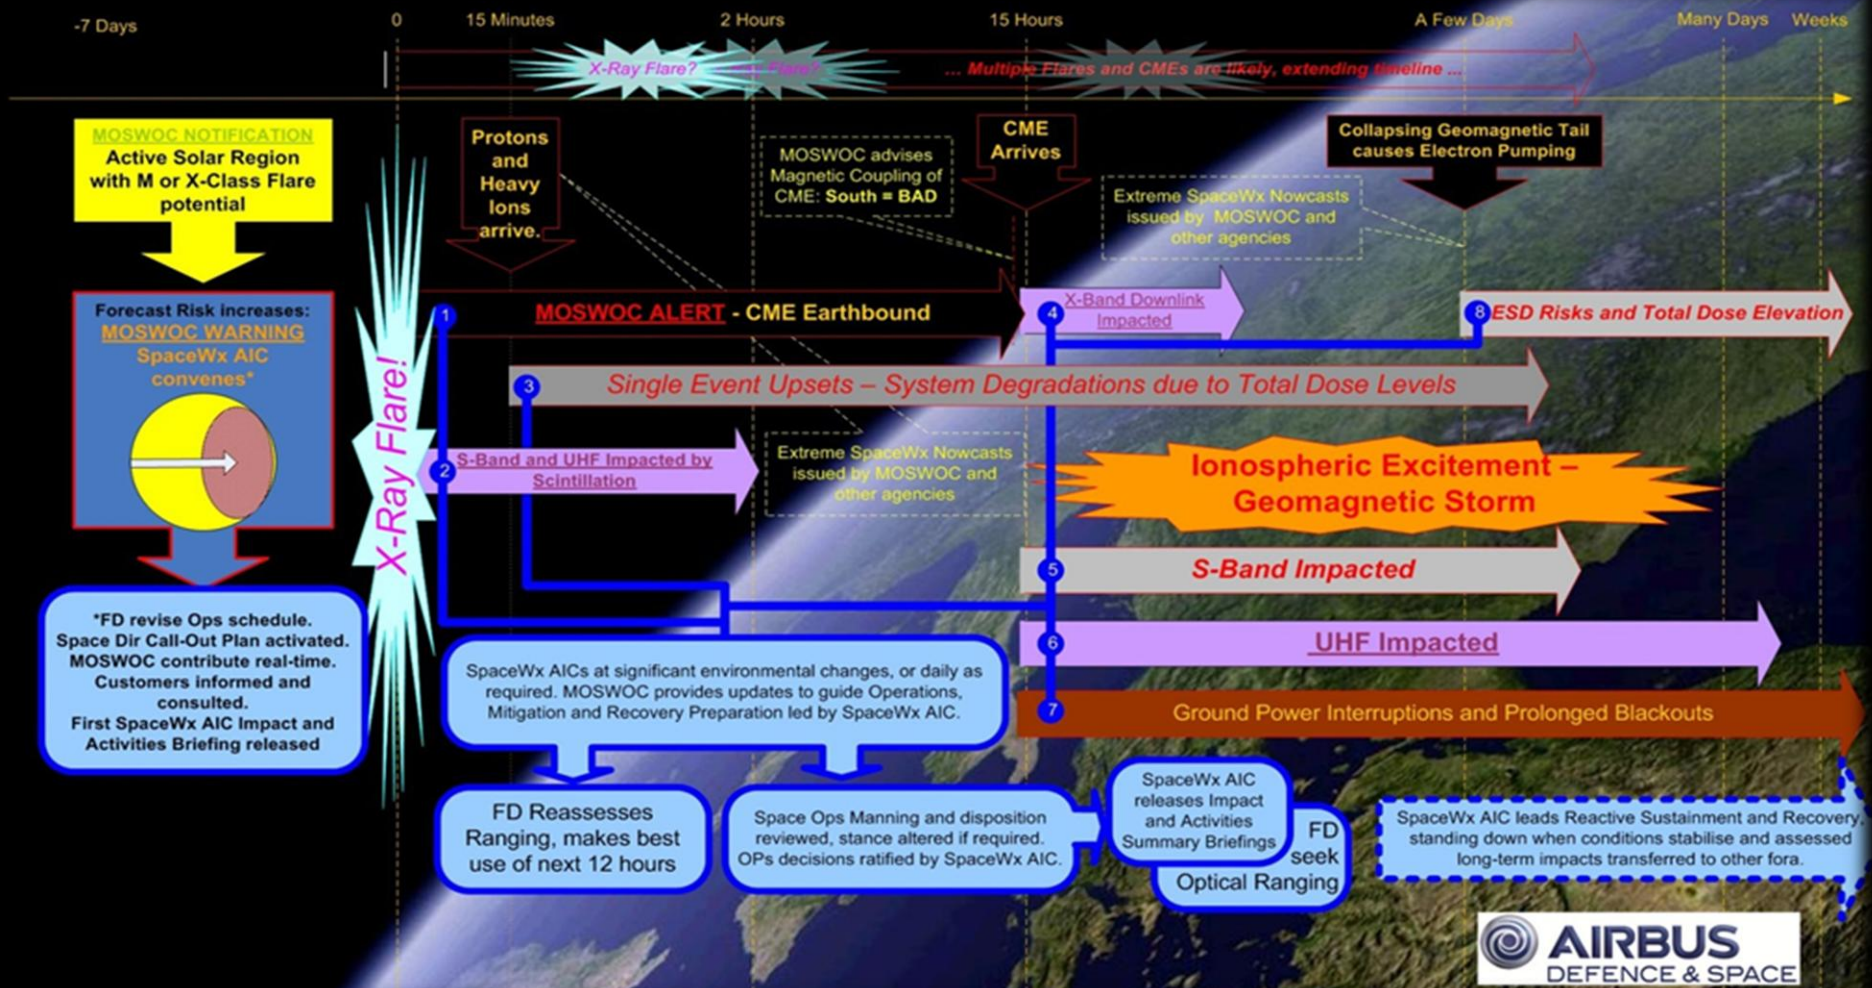 -7 Days
0
15 Minutes
2 Hours
15 Hours
A Few Days
Many Days
Weeks
X-Ray Flare?
Flare?
... Multiple Flares and CMEs are likely, extending timeline ...
MOSWOC NOTIFICATION
Active Solar Region
with M or X-Class Flare
potential
Forecast Risk increases:
MOSWOC WARNING
SpaceWx AIC
convenes*
*FD revise Ops schedule.
Space Dir Call-Out Plan activated.
MOSWOC contribute real-time.
Customers informed and
consulted.
First SpaceWx AIC Impact and
Activities Briefing released
X-Ray Flare!
Protons
and
Heavy
Ions
arrive.
MOSWOC advises
Magnetic Coupling of
CME: South = BAD
CME
Arrives
Extreme SpaceWx Nowcasts
issued by MOSWOC and
other agencies
Collapsing Geomagnetic Tail
causes Electron Pumping
1
MOSWOC ALERT - CME Earthbound
4
X-Band Downlink
Impacted
8
ESD Risks and Total Dose Elevation
3
Single Event Upsets – System Degradations due to Total Dose Levels
2
S-Band and UHF Impacted by
Scintillation
Extreme SpaceWx Nowcasts
issued by MOSWOC and
other agencies
Ionospheric Excitement –
Geomagnetic Storm
5
S-Band Impacted
6
UHF Impacted
7
Ground Power Interruptions and Prolonged Blackouts
SpaceWx AICs at significant environmental changes, or daily as
required. MOSWOC provides updates to guide Operations,
Mitigation and Recovery Preparation led by SpaceWx AIC.
FD Reassesses
Ranging, makes best
use of next 12 hours
Space Ops Manning and disposition
reviewed, stance altered if required.
OPs decisions ratified by SpaceWx AIC.
SpaceWx AIC
releases Impact
and Activities
Summary Briefings
FD
seek
Optical Ranging
SpaceWx AIC leads Reactive Sustainment and Recovery,
standing down when conditions stabilise and assessed
long-term impacts transferred to other fora.
AIRBUS
DEFENCE & SPACE